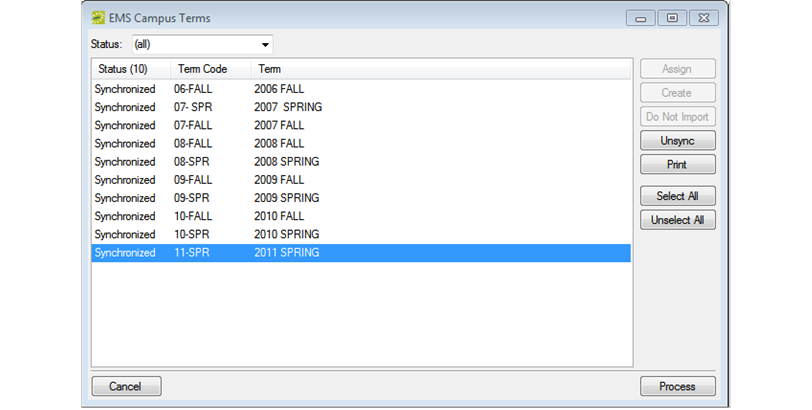 EMS Campus Terms
Status: (all)
Status (10) Term Code Term Assign
Synchronized 06-FALL 2006 FALL Create
Synchronized 07- SPR 2007  SPRING Do Not Import
Synchronized 07-FALL 2007 FALL
Synchronized 08-FALL 2008 FALL Unsync
Synchronized 08-SPR 2008 SPRING Print
Synchronized 09-FALL 2009 FALL
Synchronized 09-SPR 2009 SPRING Select All
Synchronized 10-FALL 2010 FALL Unselect All
Synchronized 10-SPR 2010 SPRING
Synchronized 11-SPR 2011 SPRING
Cancel Process